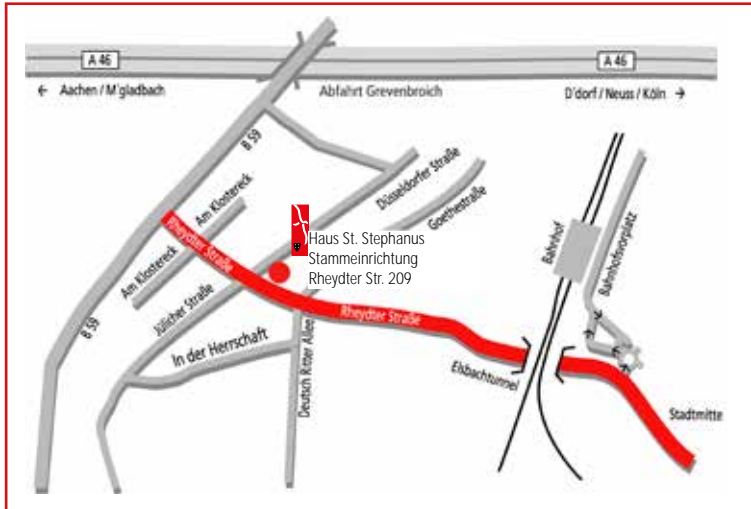 A 46
A 46
← Aachen / M´gladbach
Abfahrt Grevenbroich
D´dorf / Neuss / Köln →
B 59
Am Klostereck
Düsseldorfer Straße
Goethestraße
Haus St. Stephanus
Stammeinrichtung
Rheydter Str. 209
Rheydter Straße
Am Klostereck
Jülicher Straße
Bahnhof
Bahnhofsvorplatz
Rheydter Straße
B 59
In der Herrschaft
Deutsch Ritter Allee
Elsbachtunnel
Stadtmitte